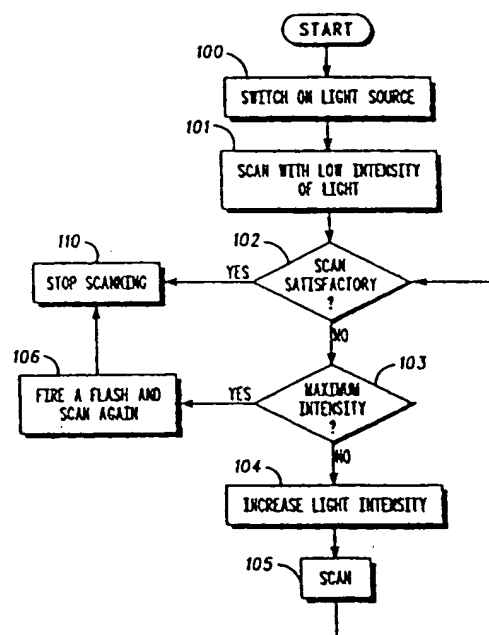 START
100
SWITCH ON LIGHT SOURCE
101
SCAN WITH LOW INTENSITY
OF LIGHT
110
STOP SCANNING
YES
102
SCAN
SATISFACTORY
?
NO
106
FIRE A FLASH AND
SCAN AGAIN
YES
103
MAXIMUM
INTENSITY
?
NO
104
INCREASE LIGHT INTENSITY
105
SCAN